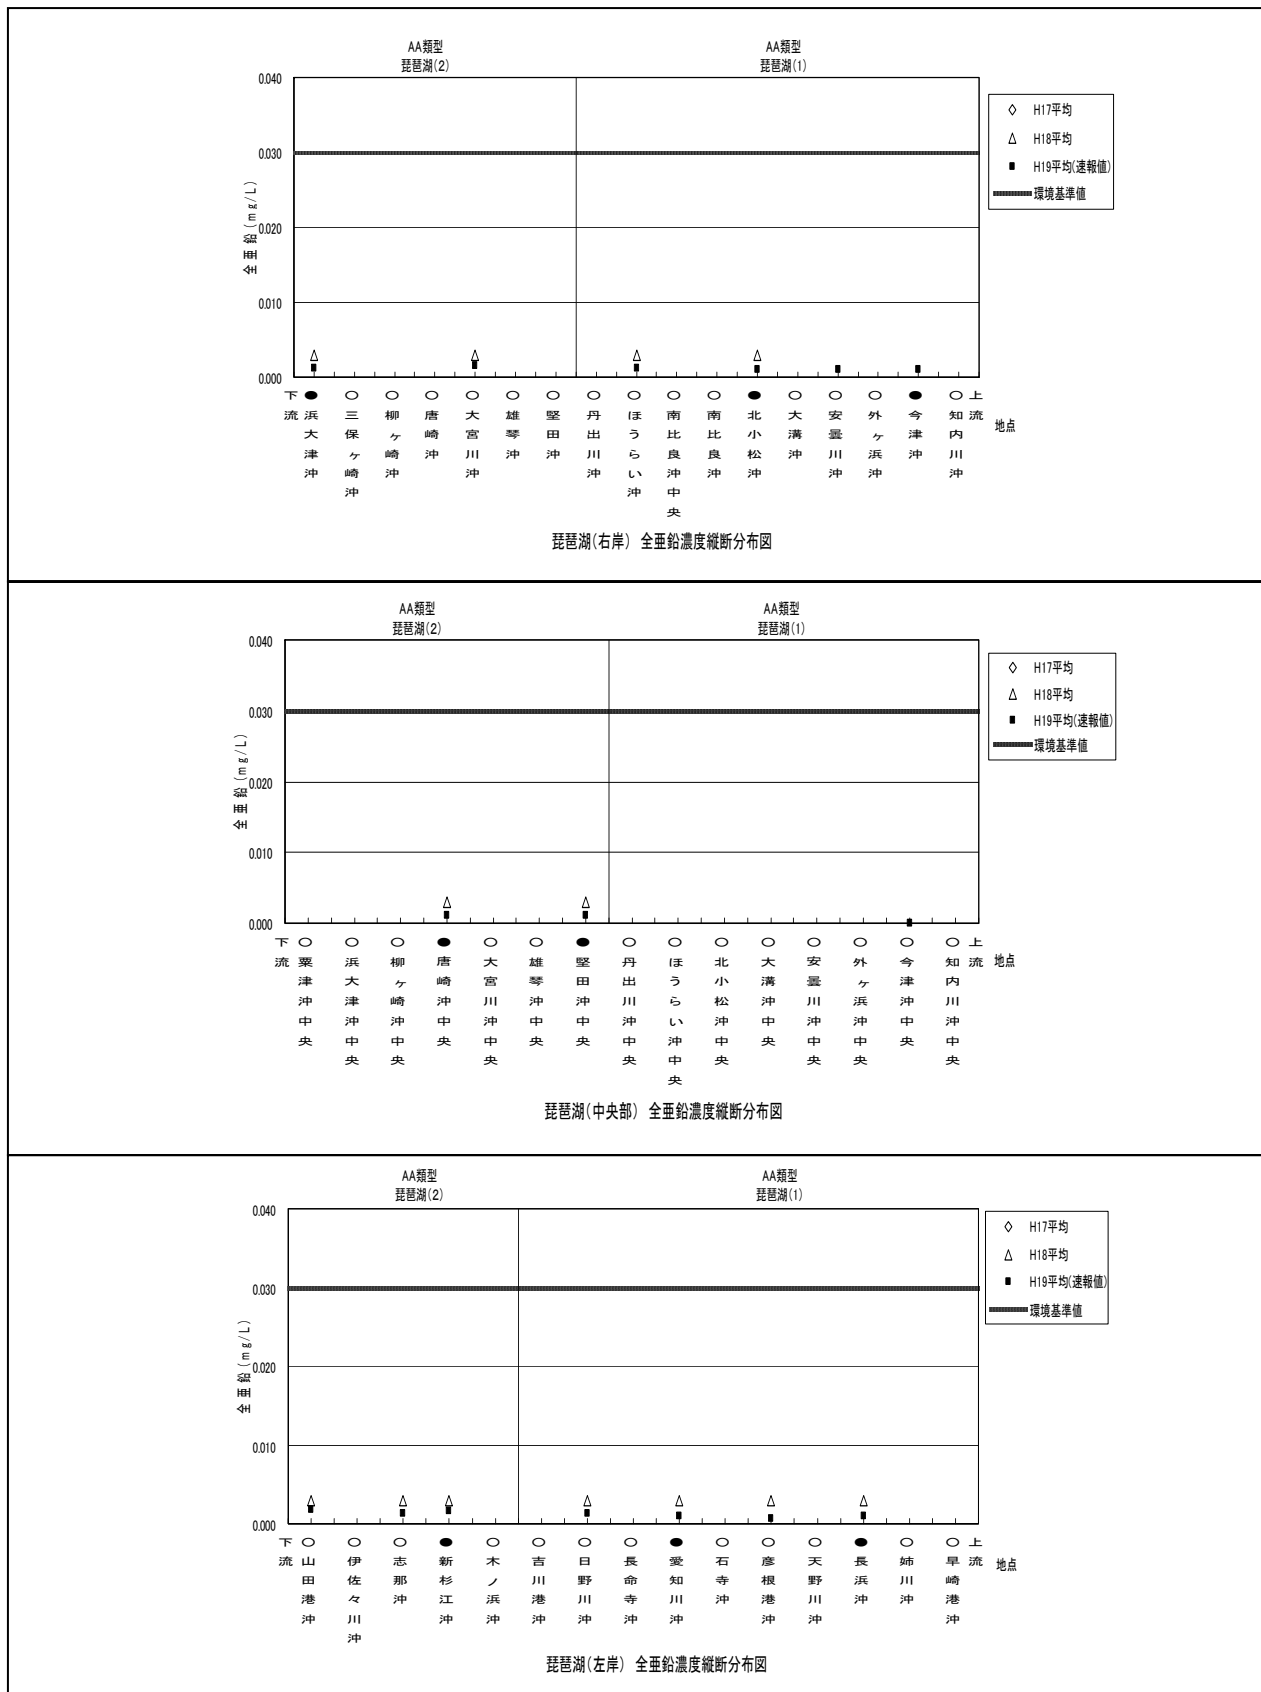 AA類型
琵琶湖(2)
AA類型
琵琶湖(1)
0.040
0.030
0.020
0.010
0.000
全亜鉛(mg/L)
H17平均
H18平均
H19平均(速報値)
環境基準値
下流
浜大津沖
三保ヶ崎沖
柳ヶ崎沖
唐崎沖
大宮川沖
雄琴沖
堅田沖
丹出川沖
ほうらい沖
南比良沖中央
南比良沖
北小松沖
大溝沖
安曇川沖
外ヶ浜沖
今津沖
知内川沖
上流
地点
琵琶湖(右岸) 全亜鉛濃度縦断分布図
AA類型
琵琶湖(2)
AA類型
琵琶湖(1)
0.040
0.030
0.020
0.010
0.000
全亜鉛(mg/L)
H17平均
H18平均
H19平均(速報値)
環境基準値
下流
粟津沖中央
浜大津沖中央
柳ヶ崎沖中央
唐崎沖中央
大宮川沖中央
雄琴沖中央
堅田沖中央
丹出川沖中央
ほうらい沖中央
北小松沖中央
大溝沖中央
安曇川沖中央
外ヶ浜沖中央
今津沖中央
知内川沖中央
上流
地点
琵琶湖(中央部) 全亜鉛濃度縦断分布図
AA類型
琵琶湖(2)
AA類型
琵琶湖(1)
0.040
0.030
0.020
0.010
0.000
全亜鉛(mg/L)
H17平均
H18平均
H19平均(速報値)
環境基準値
下流
山田港沖
伊佐々川沖
志那沖
新杉江沖
木ノ浜沖
吉川港沖
日野川沖
長命寺沖
愛知川沖
石寺沖
彦根港沖
天野川沖
長浜沖
姉川沖
早崎港沖
上流
地点
琵琶湖(左岸) 全亜鉛濃度縦断分布図